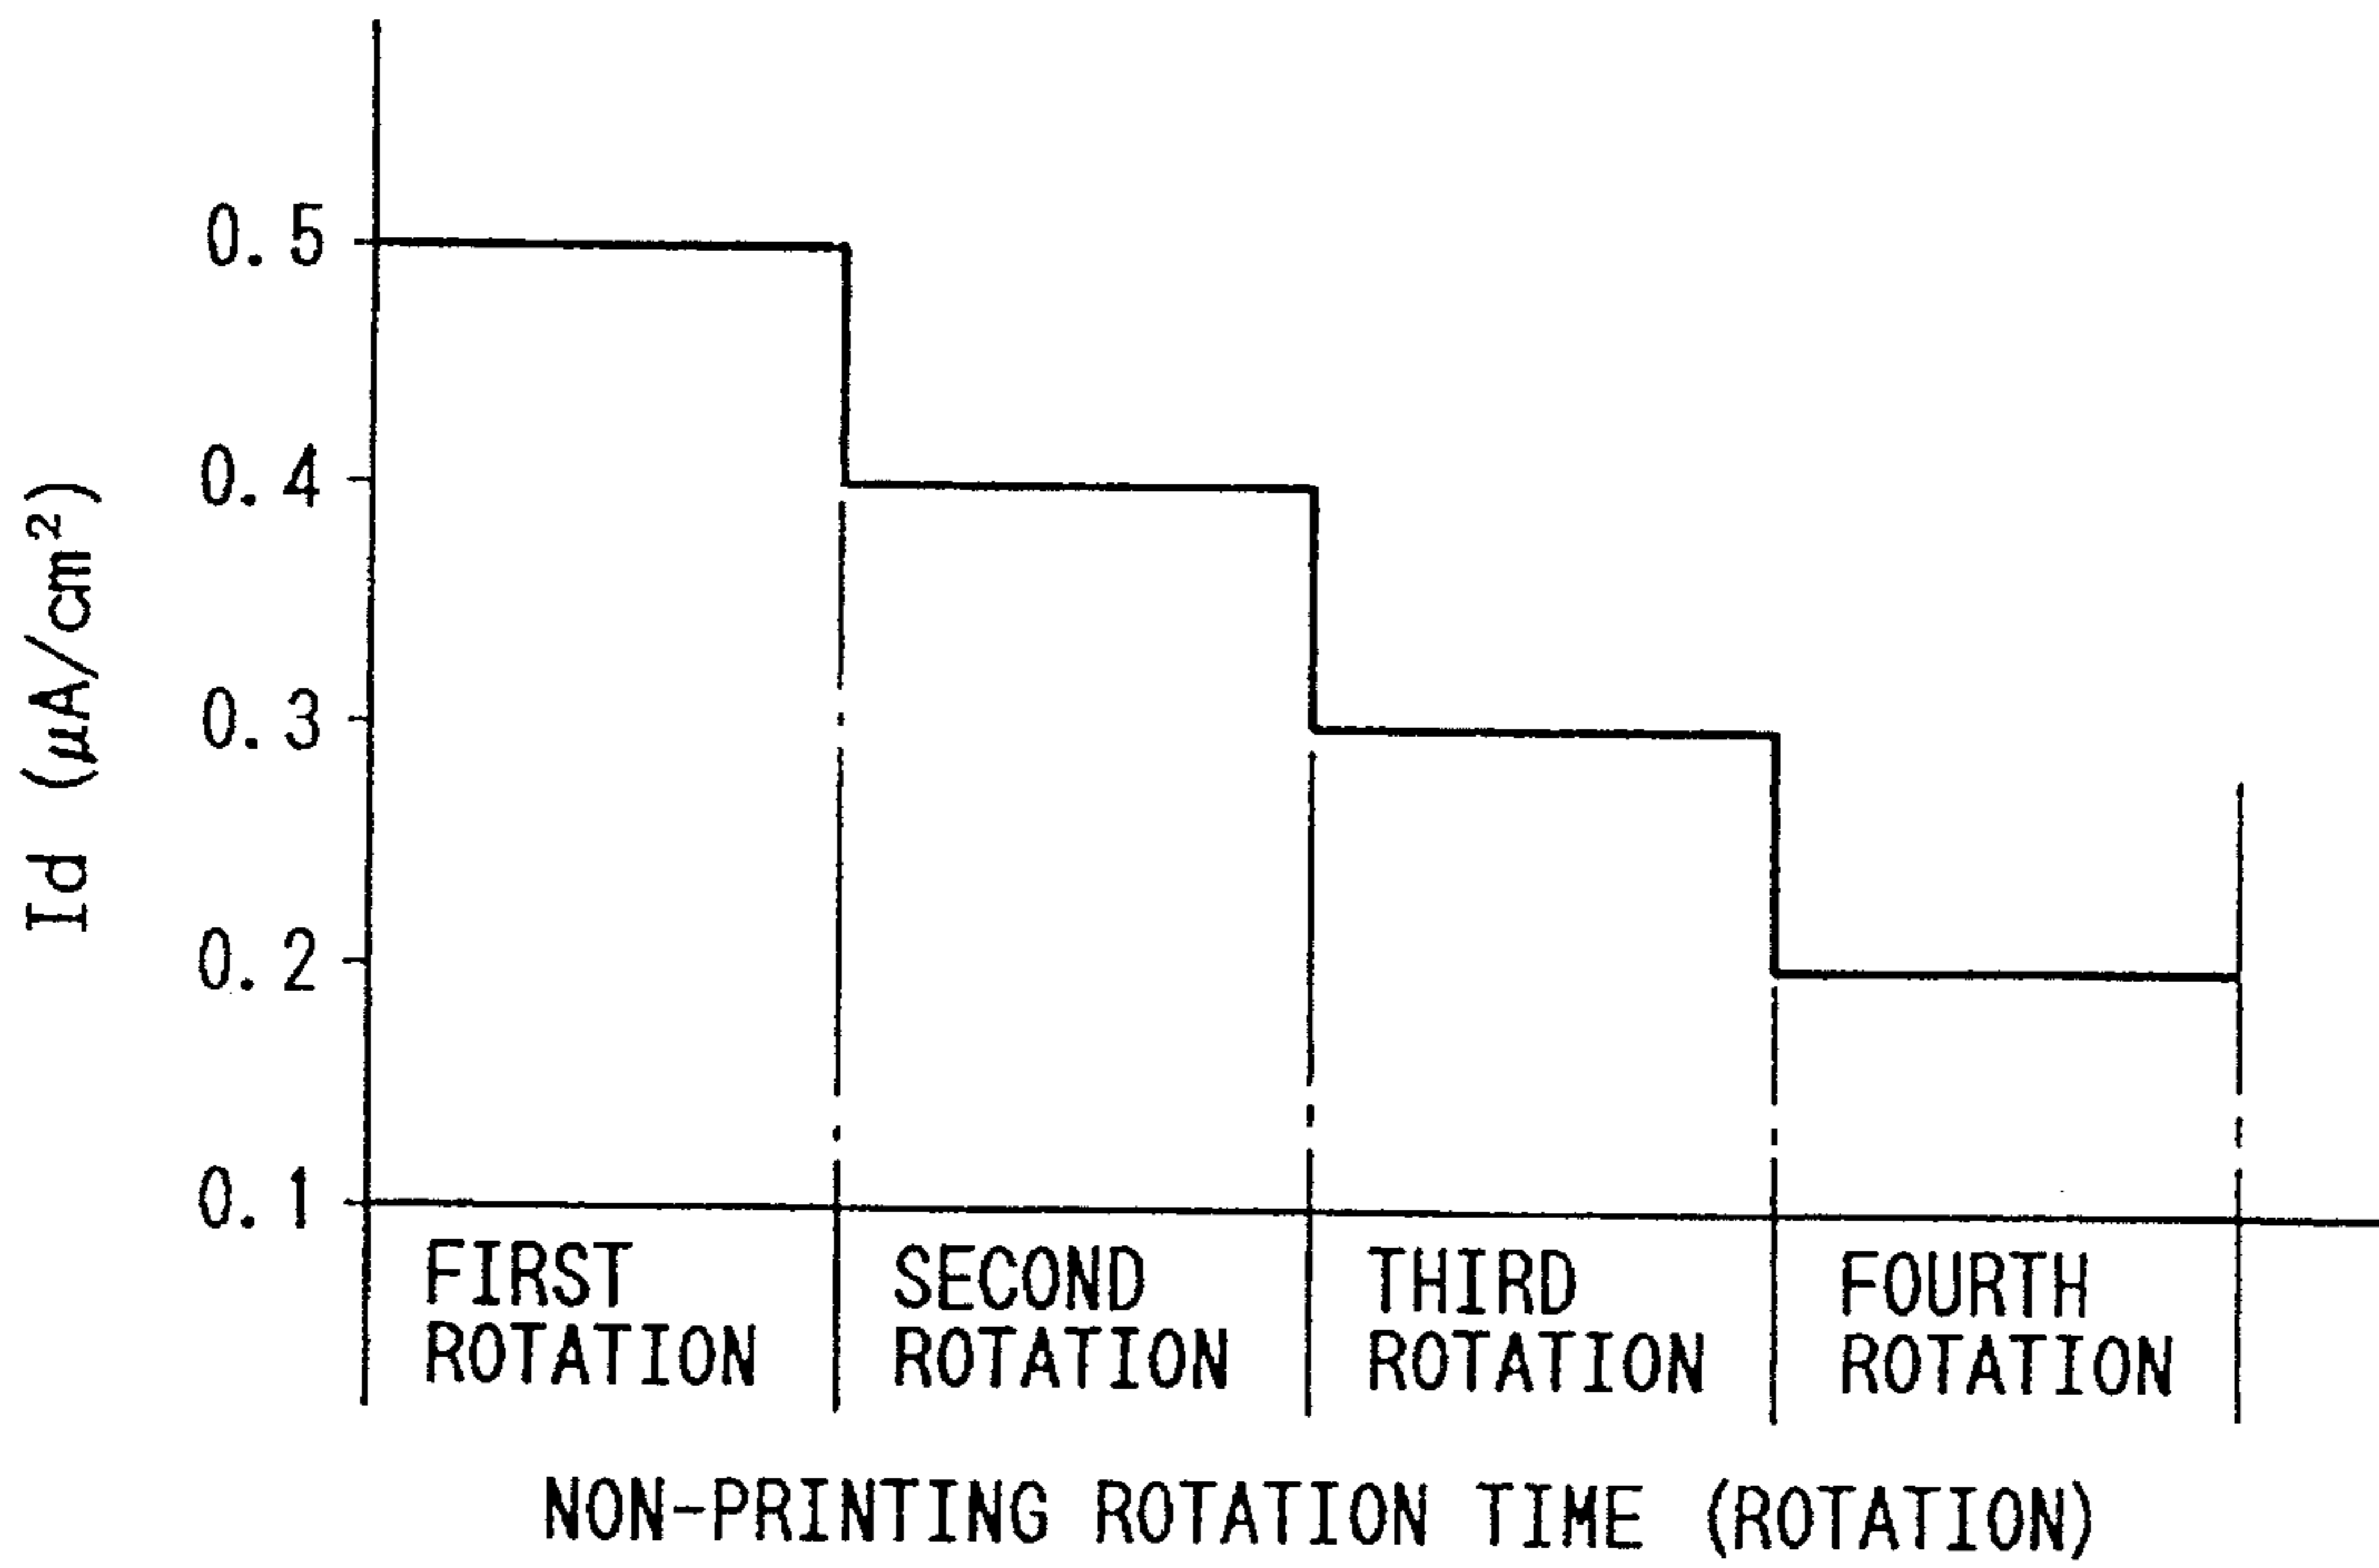 Id (μA/cm²)
0.5
0.4
0.3
0.2
0.1
FIRST
ROTATION
SECOND
ROTATION
THIRD
ROTATION
FOURTH
ROTATION
NON-PRINTING ROTATION TIME (ROTATION)